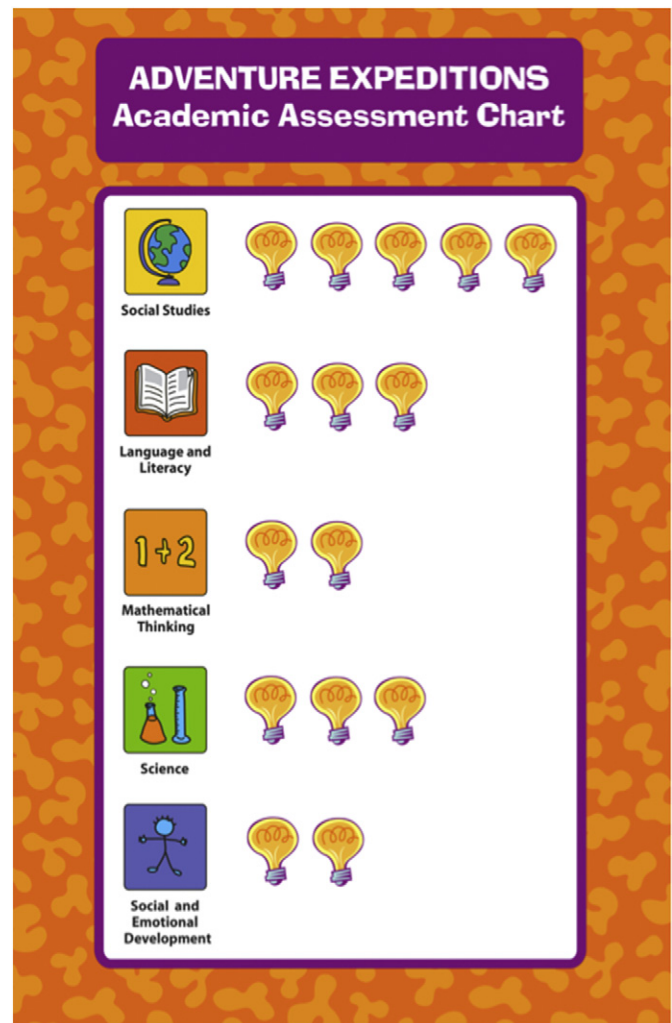 ADVENTURE EXPEDITIONS
Academic Assessment Chart
Social Studies
Language and
Literacy
1+2
Mathematical
Thinking
Science
Social and
Emotional
Development